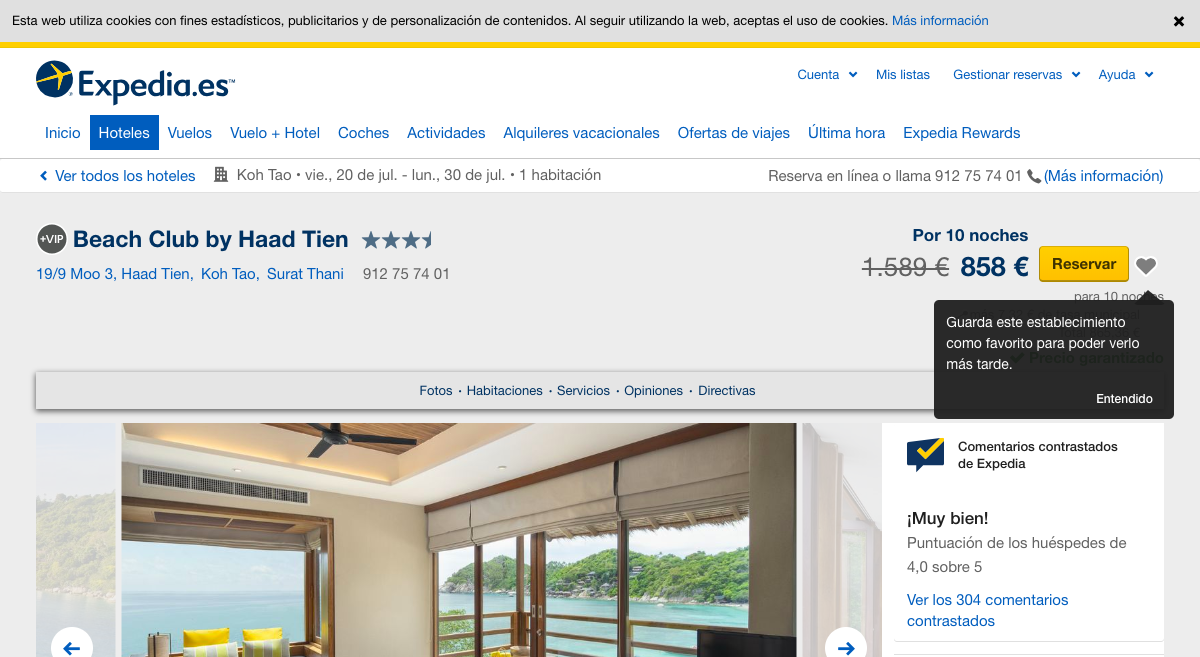 Esta web utiliza cookies con fines estadísticos, publicitarios y de personalización de contenidos. Al seguir utilizando la web, aceptas el uso de cookies. Más información
Expedia.es™
Cuenta
Mis listas
Gestionar reservas
Ayuda
Inicio
Hoteles
Vuelos
Vuelo + Hotel
Coches
Actividades
Alquileres vacacionales
Ofertas de viajes
Última hora
Expedia Rewards
Ver todos los hoteles
Koh Tao • vie., 20 de jul. - lun., 30 de jul. • 1 habitación
Reserva en línea o llama 912 75 74 01 (Más información)
+VIP
Beach Club by Haad Tien
19/9 Moo 3, Haad Tien, Koh Tao, Surat Thani 912 75 74 01
Por 10 noches
1.589 € 858 €
Reservar
para 10 noches
Guarda este establecimiento
como favorito para poder verlo
más tarde.
Precio garantizado
Entendido
Fotos · Habitaciones · Servicios · Opiniones · Directivas
Comentarios contrastados
de Expedia
¡Muy bien!
Puntuación de los huéspedes de
4,0 sobre 5
Ver los 304 comentarios
contrastados